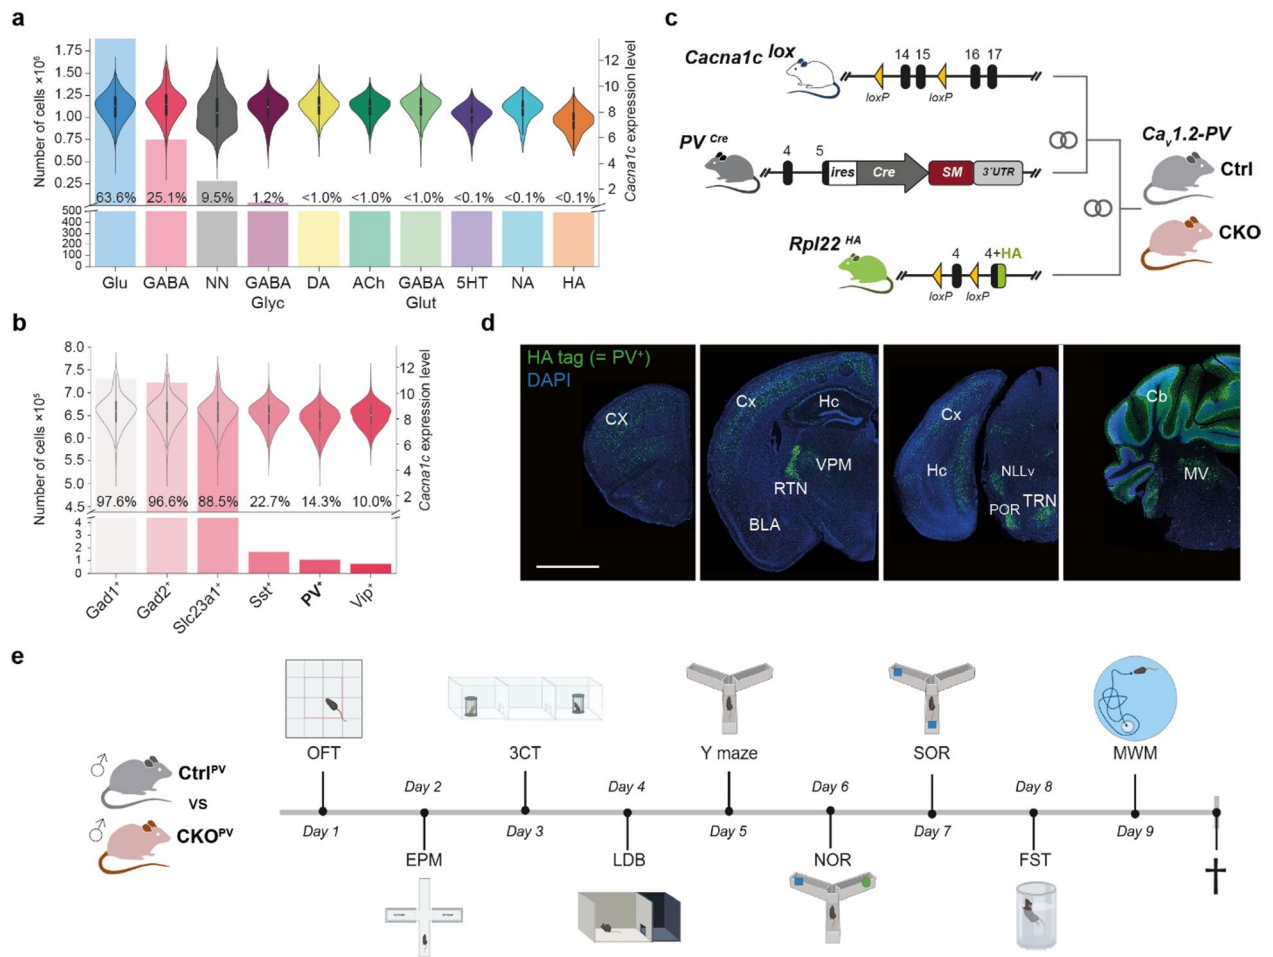 a
Number of cells ×10⁶
1.75
1.50
1.25
1.00
0.75
0.50
0.25
500
400
300
200
100
0
12
10
8
6
4
2
Cacna1c expression level
63.6% 25.1% 9.5% 1.2% <1.0% <1.0% <1.0% <0.1% <0.1% <0.1%
Glu GABA NN GABA DA ACh GABA 5HT NA HA
Glyc Glut
b
Number of cells ×10⁵
8.0
7.5
7.0
6.5
6.0
5.5
5.0
4.5
4
3
2
1
0
12
10
8
6
4
2
Cacna1c expression level
97.6% 96.6% 88.5% 22.7% 14.3% 10.0%
Gad1⁺ Gad2⁺ Slc23a1⁺ Sst⁺ PV⁺ Vip⁺
c
Cacna1c lox
14 15 16 17
loxP loxP
PV Cre
4 5
ires Cre SM 3´UTR
Rpl22 HA
4 4+HA
loxP loxP
Caᵥ1.2-PV
Ctrl
CKO
d
HA tag (= PV⁺)
DAPI
CX
Cx
Hc
VPM
RTN
BLA
Cx
Hc
NLLv
POR
TRN
Cb
MV
e
♂ Ctrlᴾⱽ
vs
♂ CKOᴾⱽ
OFT 3CT Y maze SOR MWM
Day 2 Day 4 Day 6 Day 8
Day 1 Day 3 Day 5 Day 7 Day 9
EPM LDB NOR FST